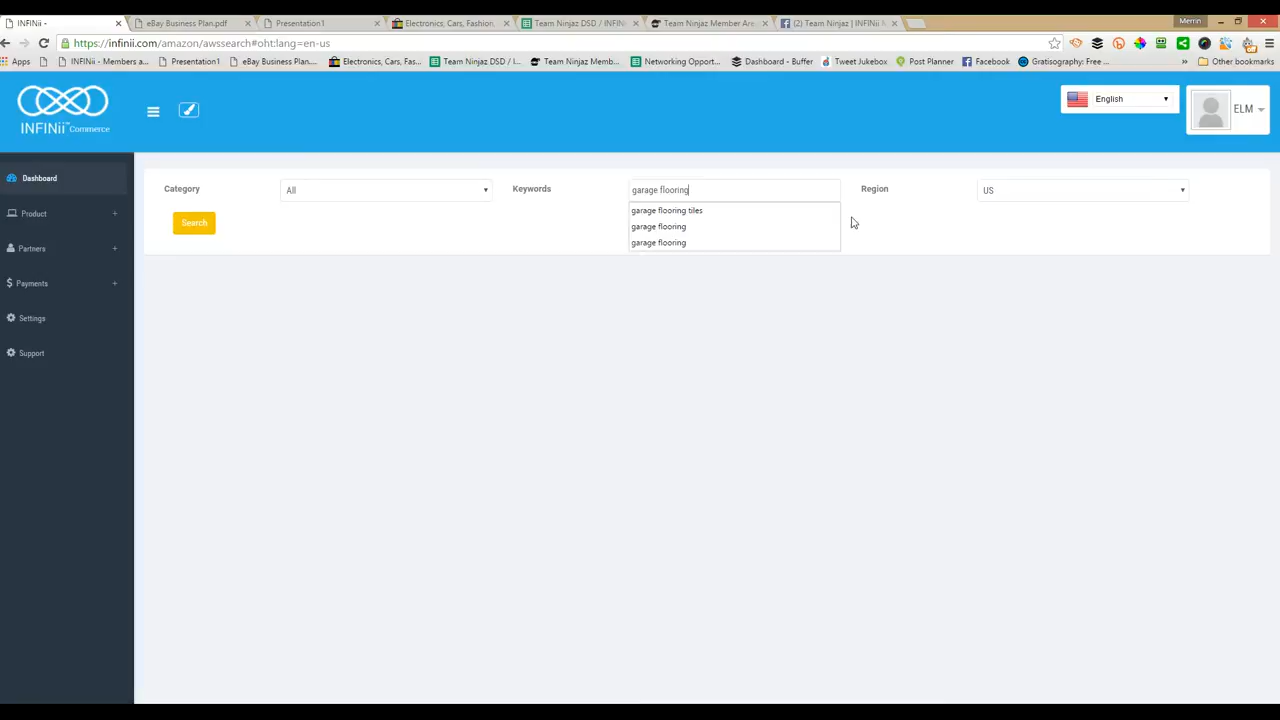 INFINii -
eBay Business Plan.pdf
Presentation1
Electronics, Cars, Fashion,
Team Ninjaz DSD / INFINi
Team Ninjaz Member Area
(2) Team Ninjaz | INFINii M
Merrin
https://infinii.com/amazon/awssearch#oht:lang=en-us
Apps
INFINii - Members a...
Presentation1
eBay Business Plan....
Electronics, Cars, Fas...
Team Ninjaz DSD / I...
Team Ninjaz Memb...
Networking Opport...
Dashboard - Buffer
Tweet Jukebox
Post Planner
Facebook
Gratisography: Free ...
»
Other bookmarks
INFINii™ Commerce
English
ELM
Dashboard
Product +
Partners +
Payments +
Settings
Support
Category
All
Keywords
garage flooring
Region
US
Search
garage flooring tiles
garage flooring
garage flooring